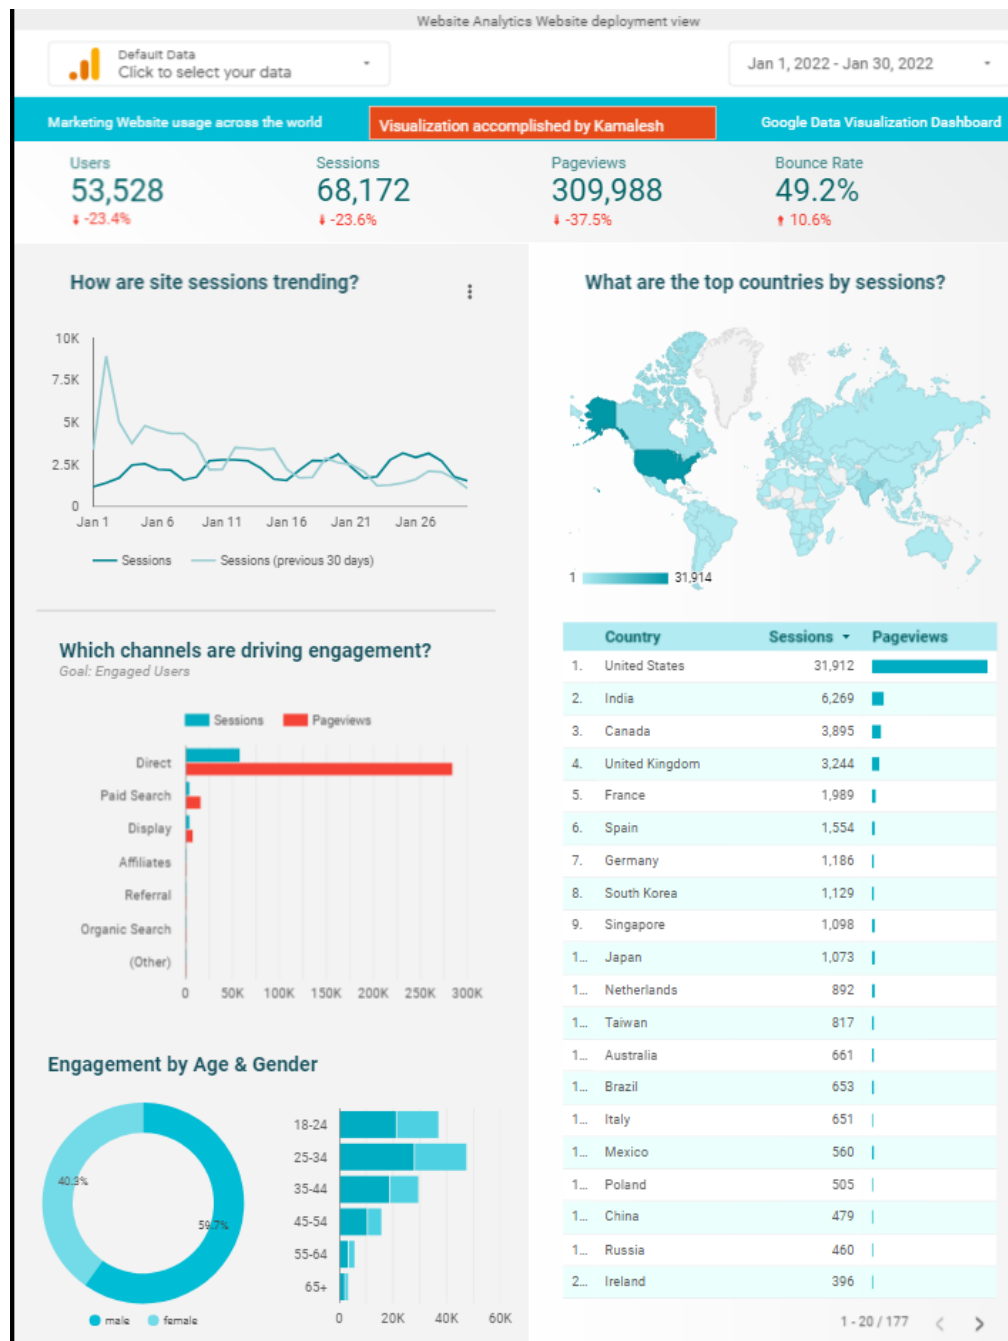 Website Analytics Website deployment view
Default Data
Click to select your data
Jan 1, 2022 - Jan 30, 2022
Marketing Website usage across the world
Visualization accomplished by Kamalesh
Google Data Visualization Dashboard
Users
53,528
-23.4%
Sessions
68,172
-23.6%
Pageviews
309,988
-37.5%
Bounce Rate
49.2%
10.6%
How are site sessions trending?
10K
7.5K
5K
2.5K
0
Jan 1 Jan 6 Jan 11 Jan 16 Jan 21 Jan 26
Sessions Sessions (previous 30 days)
What are the top countries by sessions?
1 31,914
Which channels are driving engagement?
Goal: Engaged Users
Sessions Pageviews
Direct
Paid Search
Display
Affiliates
Referral
Organic Search
(Other)
0 50K 100K 150K 200K 250K 300K
Engagement by Age & Gender
40.3%
59.7%
male female
18-24
25-34
35-44
45-54
55-64
65+
0 20K 40K 60K
Country Sessions Pageviews
1. United States 31,912
2. India 6,269
3. Canada 3,895
4. United Kingdom 3,244
5. France 1,989
6. Spain 1,554
7. Germany 1,186
8. South Korea 1,129
9. Singapore 1,098
1... Japan 1,073
1... Netherlands 892
1... Taiwan 817
1... Australia 661
1... Brazil 653
1... Italy 651
1... Mexico 560
1... Poland 505
1... China 479
1... Russia 460
2... Ireland 396
1 - 20 / 177